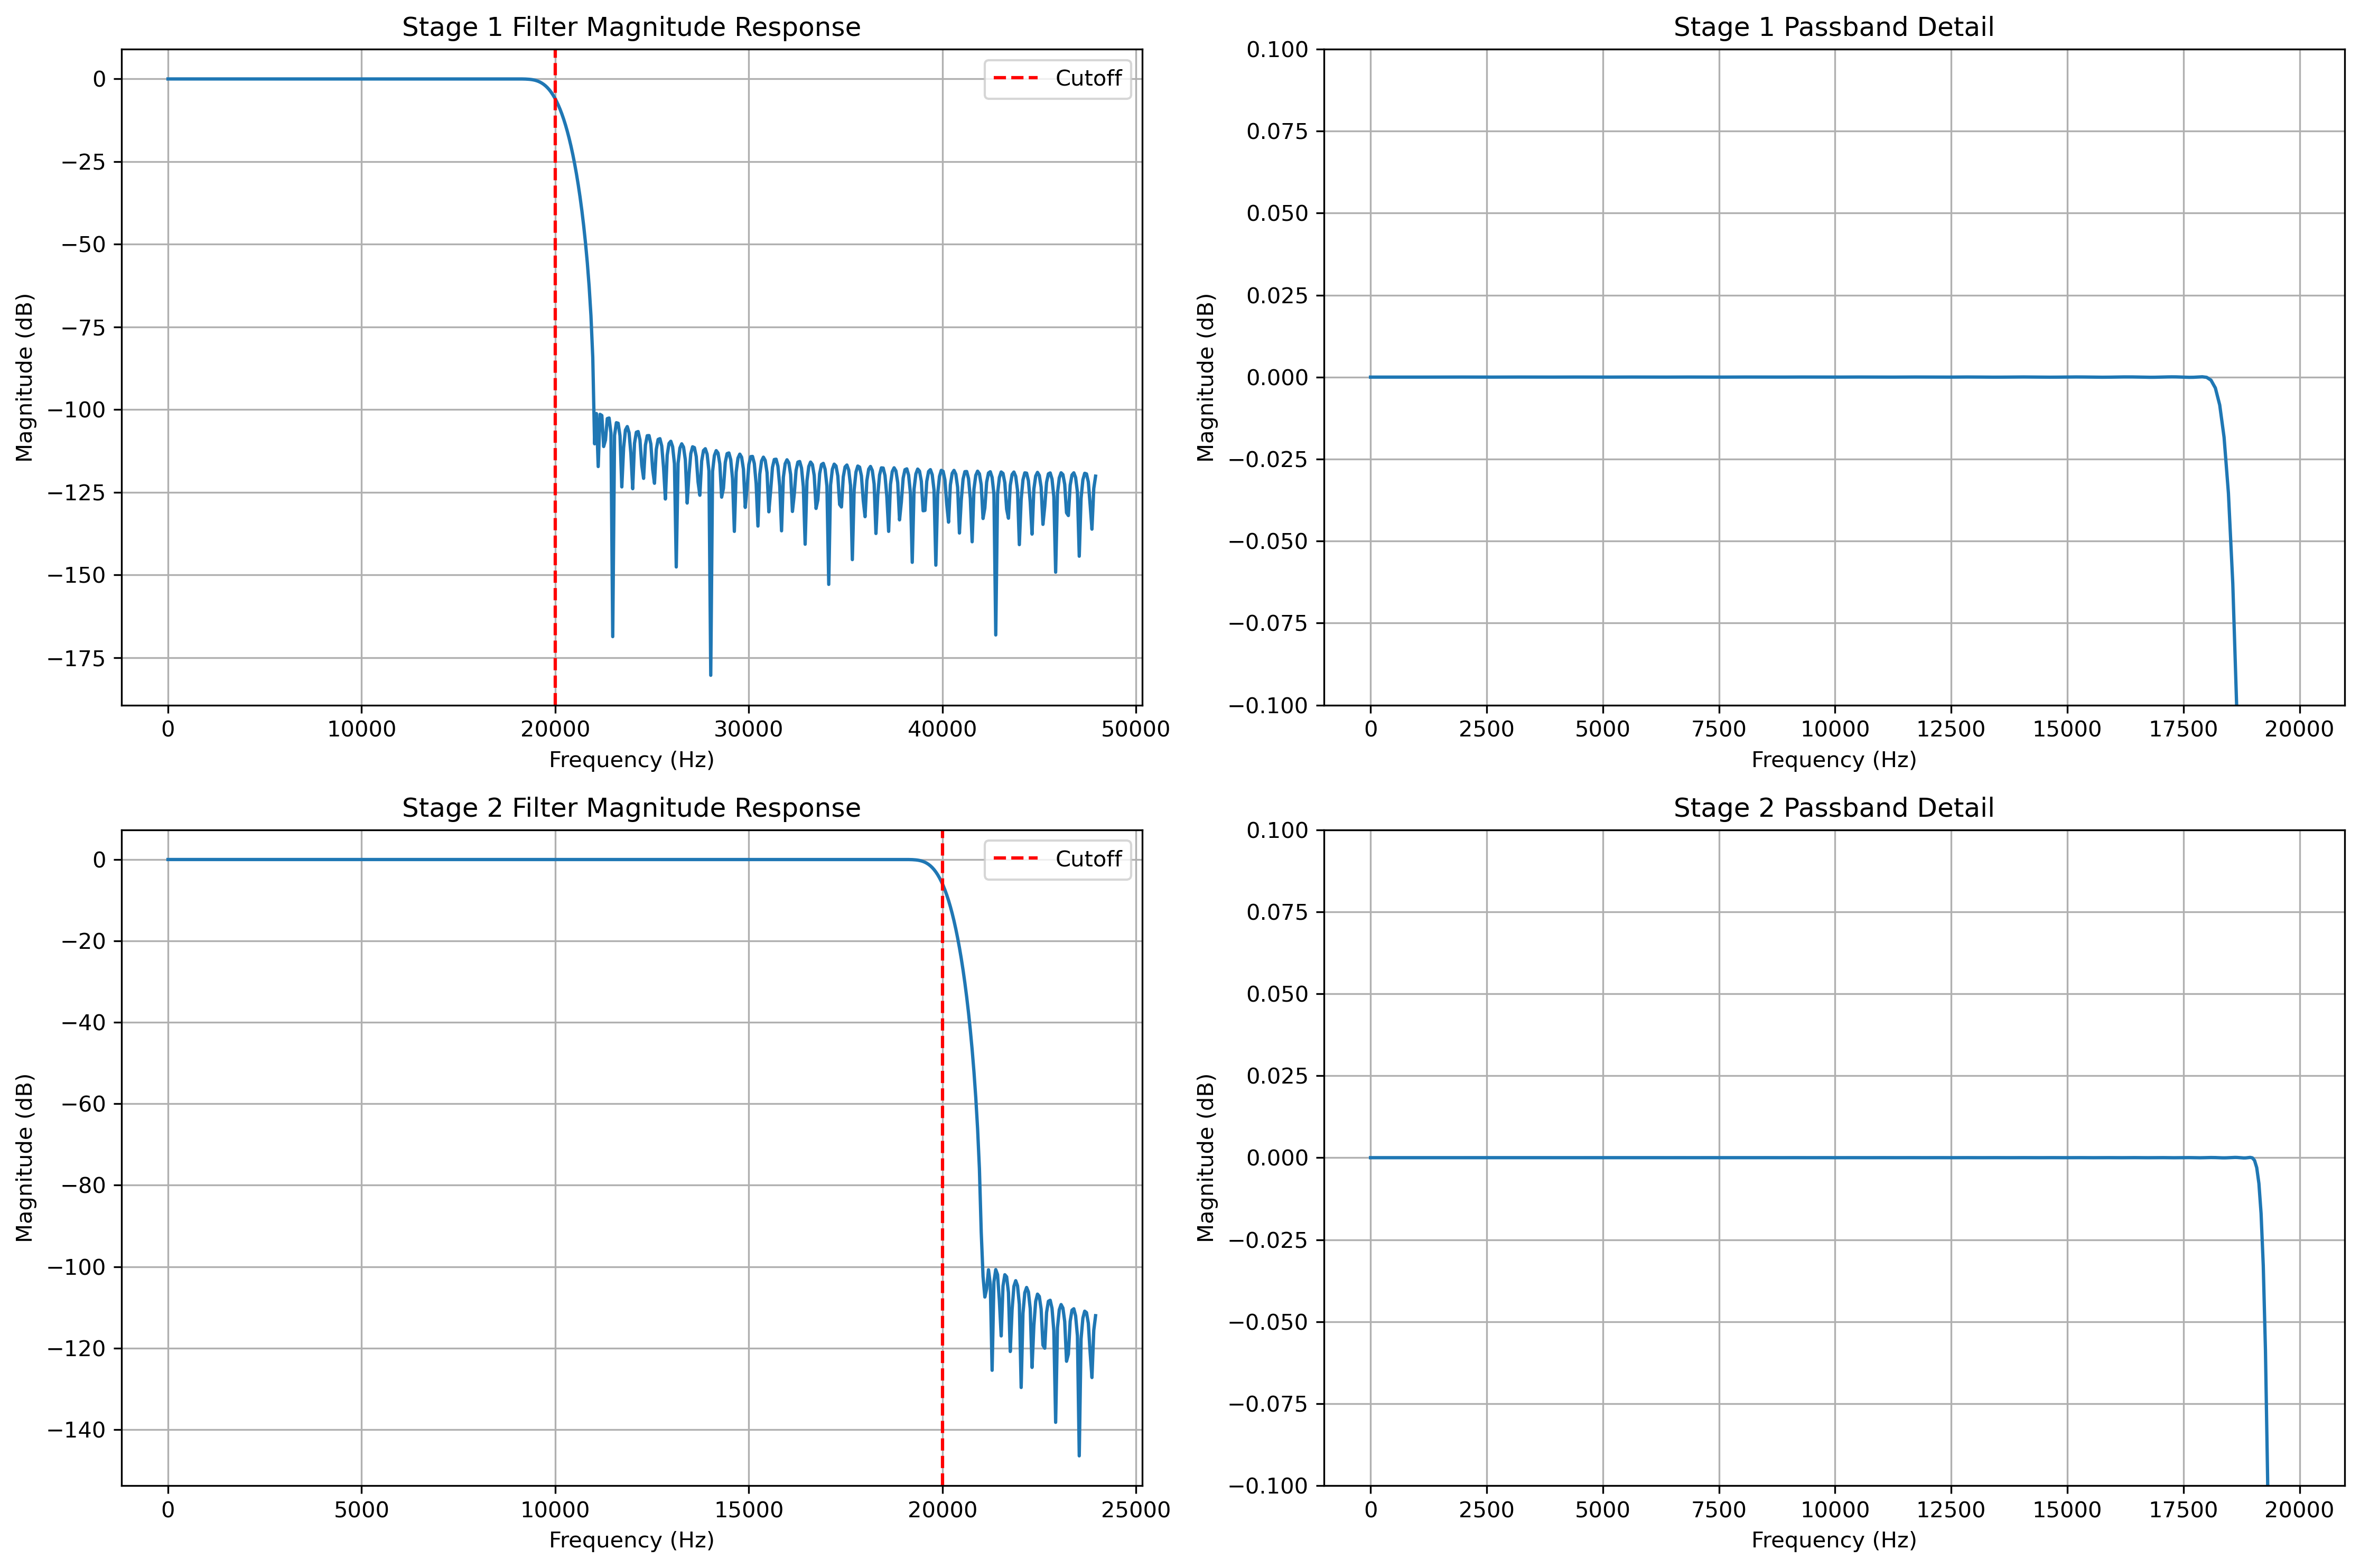 Stage 1 Filter Magnitude Response
Cutoff
0
−25
−50
−75
−100
−125
−150
−175
Magnitude (dB)
0 10000 20000 30000 40000 50000
Frequency (Hz)
Stage 1 Passband Detail
0.100
0.075
0.050
0.025
0.000
−0.025
−0.050
−0.075
−0.100
Magnitude (dB)
0 2500 5000 7500 10000 12500 15000 17500 20000
Frequency (Hz)
Stage 2 Filter Magnitude Response
Cutoff
0
−20
−40
−60
−80
−100
−120
−140
Magnitude (dB)
0 5000 10000 15000 20000 25000
Frequency (Hz)
Stage 2 Passband Detail
0.100
0.075
0.050
0.025
0.000
−0.025
−0.050
−0.075
−0.100
Magnitude (dB)
0 2500 5000 7500 10000 12500 15000 17500 20000
Frequency (Hz)